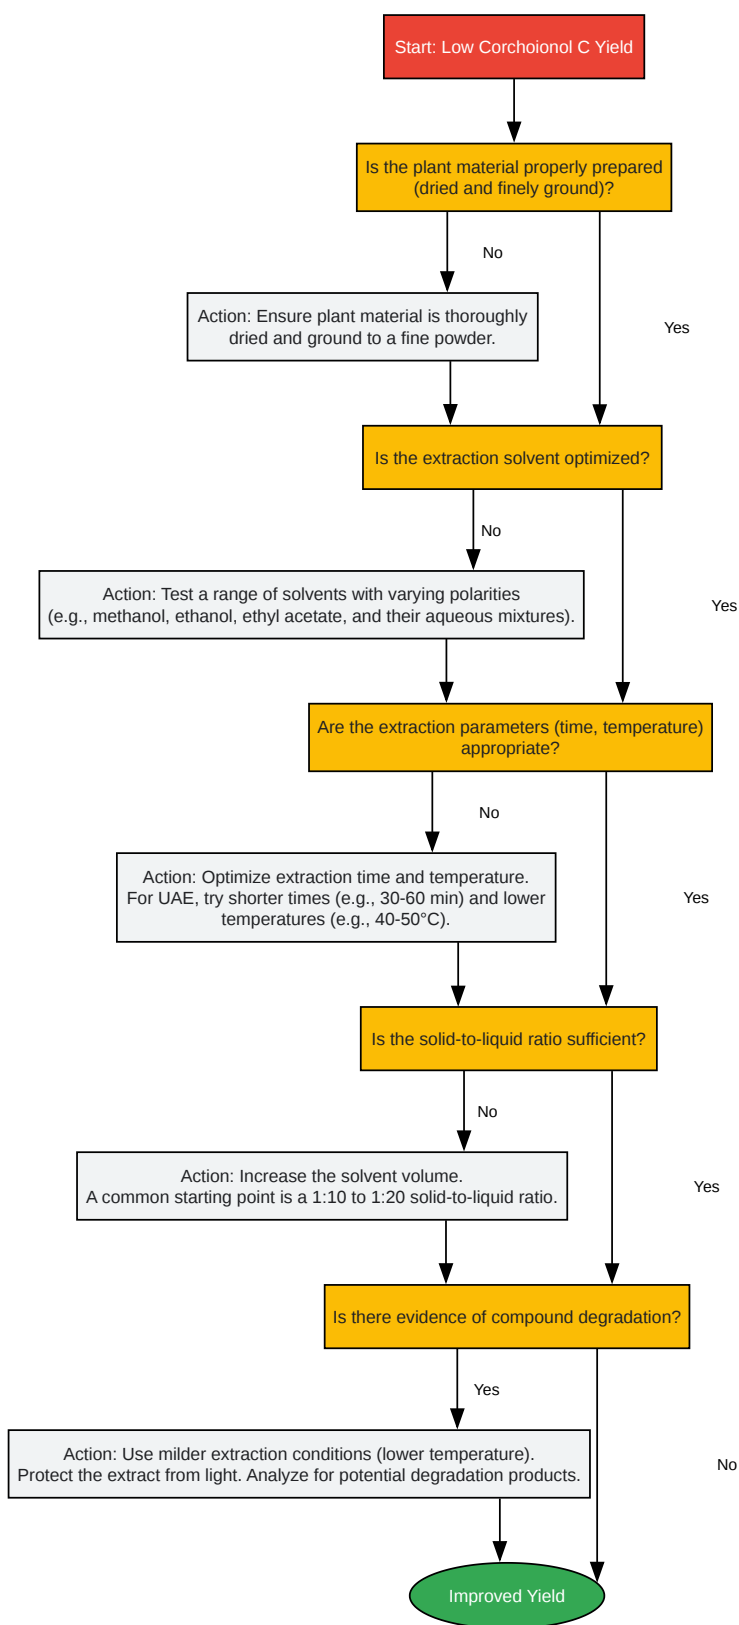 Start: Low Corchoionol C Yield
Is the plant material properly prepared
(dried and finely ground)?
No
Action: Ensure plant material is thoroughly
dried and ground to a fine powder.
Yes
Is the extraction solvent optimized?
No
Action: Test a range of solvents with varying polarities
(e.g., methanol, ethanol, ethyl acetate, and their aqueous mixtures).
Yes
Are the extraction parameters (time, temperature)
appropriate?
No
Action: Optimize extraction time and temperature.
For UAE, try shorter times (e.g., 30-60 min) and lower
temperatures (e.g., 40-50°C).
Yes
Is the solid-to-liquid ratio sufficient?
No
Action: Increase the solvent volume.
A common starting point is a 1:10 to 1:20 solid-to-liquid ratio.
Yes
Is there evidence of compound degradation?
Yes
Action: Use milder extraction conditions (lower temperature).
Protect the extract from light. Analyze for potential degradation products.
No
Improved Yield